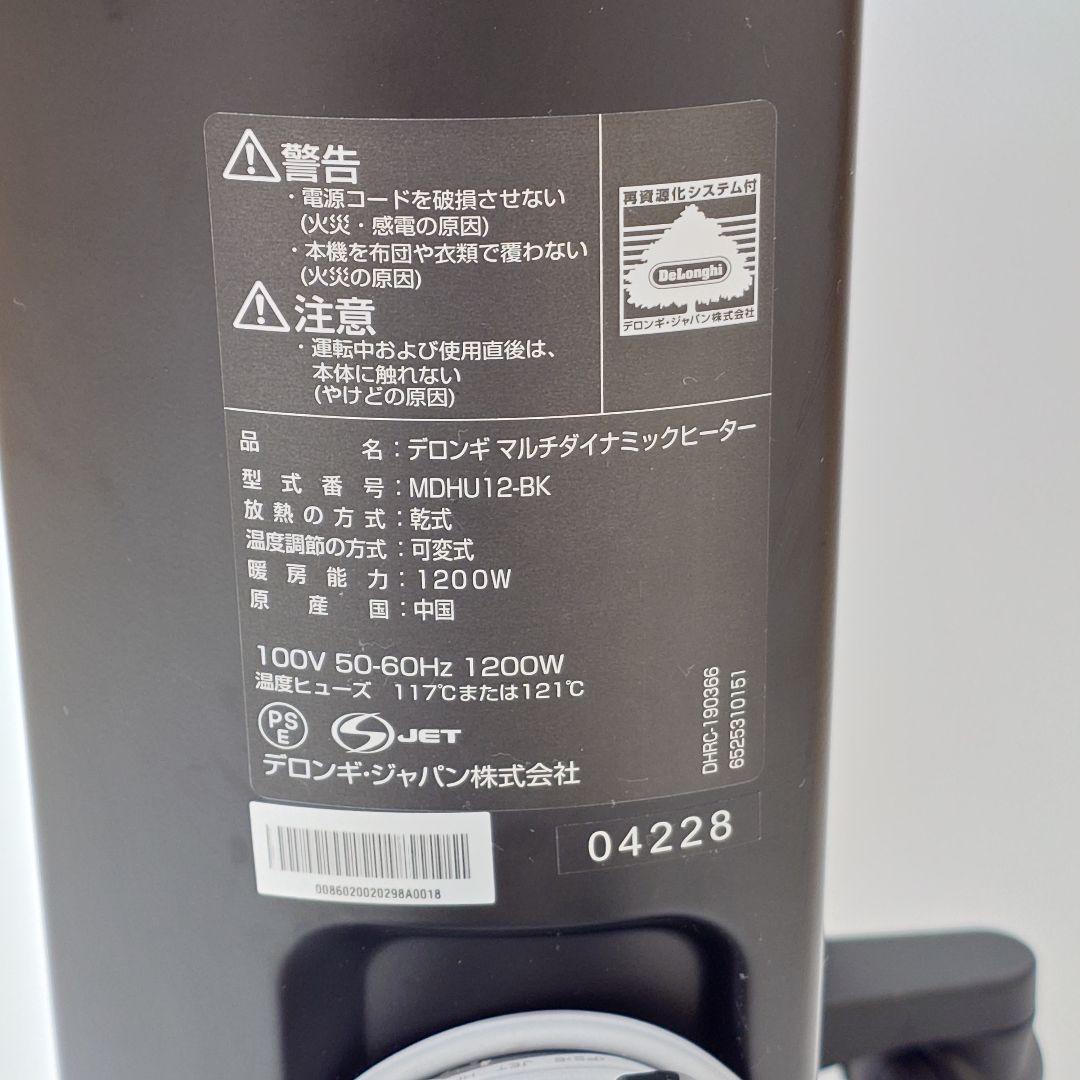 警告
・電源コードを破損させない
(火災・感電の原因)
・本機を布団や衣類で覆わない
(火災の原因)
注意
・運転中および使用直後は、
本体に触れない
(やけどの原因)
再資源化システム付
DeLonghi
デロンギ・ジャパン株式会社
品名：デロンギ マルチダイナミックヒーター
型式番号：MDHU12-BK
放熱の方式：乾式
温度調節の方式：可変式
暖房能力：1200W
原産国：中国
100V 50-60Hz 1200W
温度ヒューズ 117℃または121℃
PS
E
S JET
デロンギ・ジャパン株式会社
DHRC-190366
6525310151
0086020020298A0018
04228